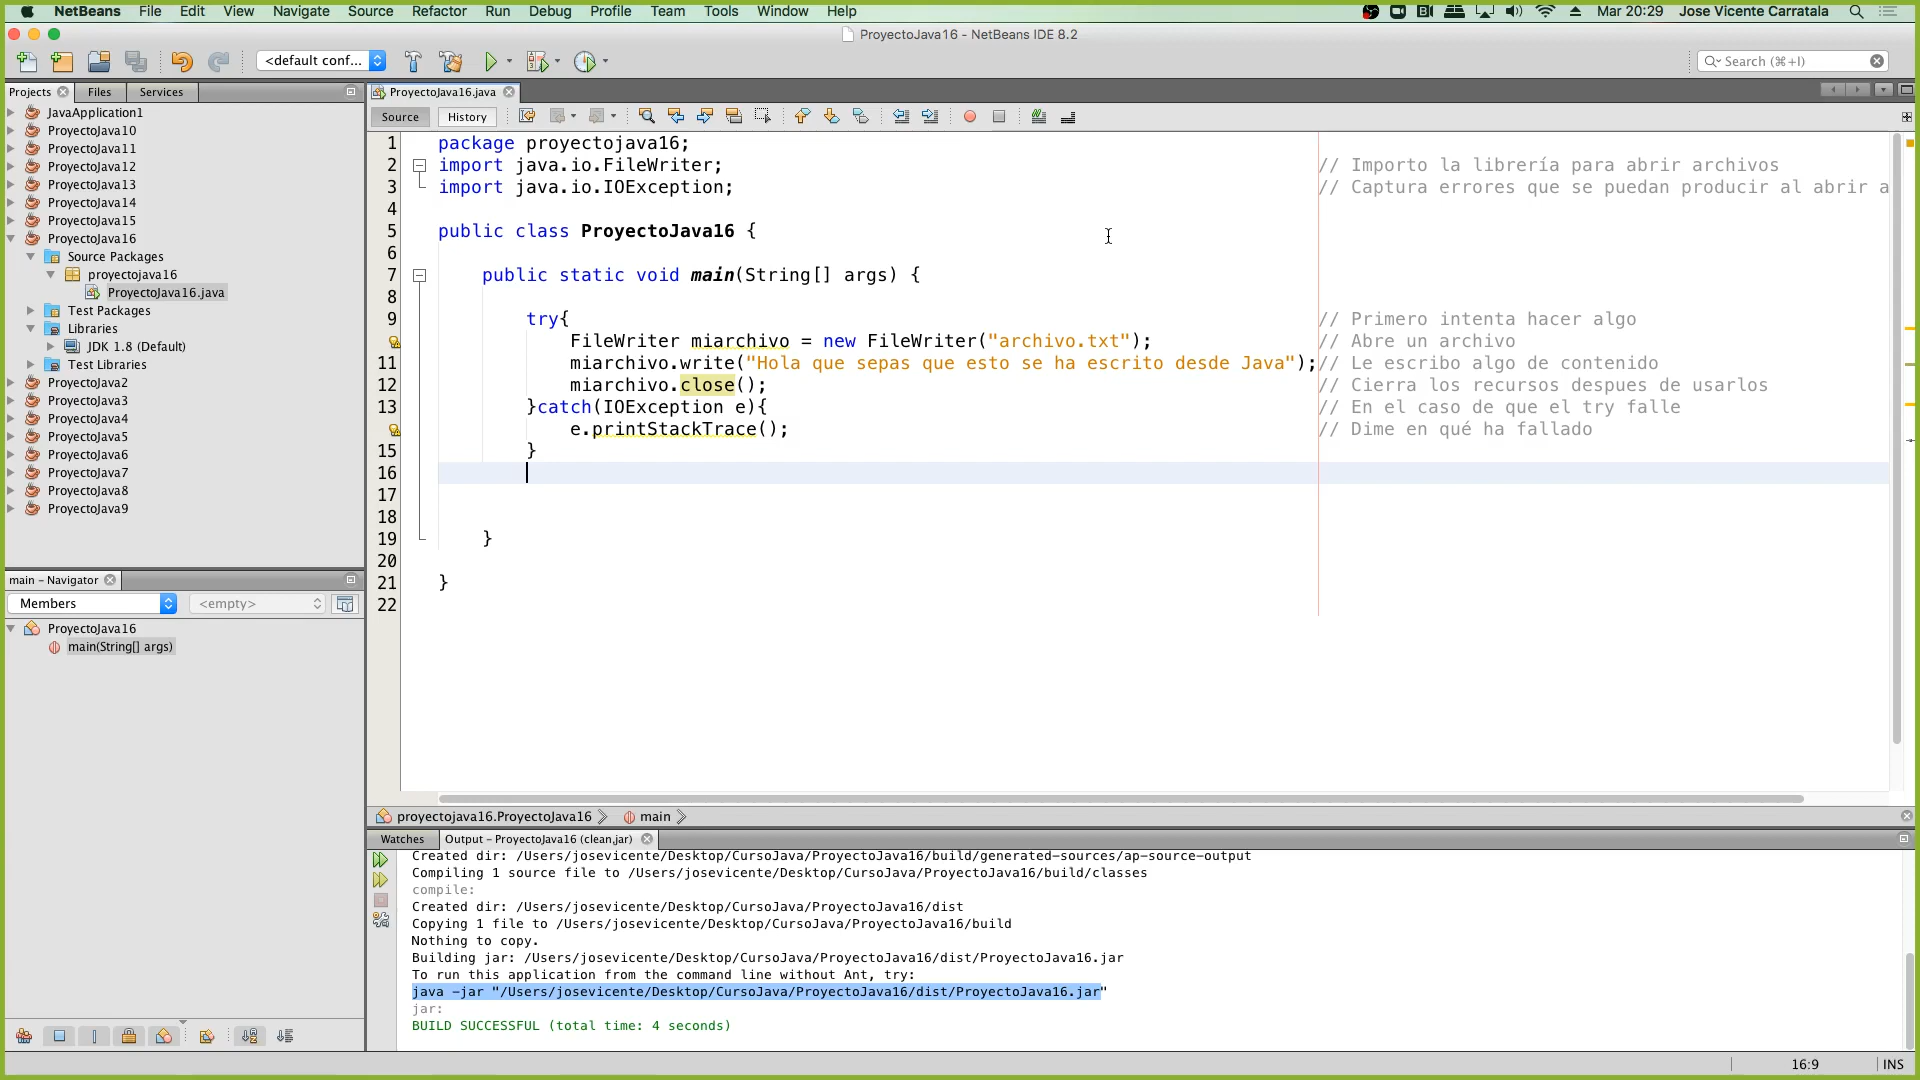 NetBeans File Edit View Navigate Source Refactor Run Debug Profile Team Tools Window Help Mar 20:29 Jose Vicente Carratala
ProyectoJava16 - NetBeans IDE 8.2
<default conf...
Search (⌘+I)
Projects Files Services
ProyectoJava16.java
Source History
JavaApplication1
ProyectoJava10
ProyectoJava11
ProyectoJava12
ProyectoJava13
ProyectoJava14
ProyectoJava15
ProyectoJava16
Source Packages
proyectojava16
ProyectoJava16.java
Test Packages
Libraries
JDK 1.8 (Default)
Test Libraries
ProyectoJava2
ProyectoJava3
ProyectoJava4
ProyectoJava5
ProyectoJava6
ProyectoJava7
ProyectoJava8
ProyectoJava9
main - Navigator
Members <empty>
ProyectoJava16
main(String[] args)
1 package proyectojava16;
2 import java.io.FileWriter; // Importo la librería para abrir archivos
3 import java.io.IOException; // Captura errores que se puedan producir al abrir a
4
5 public class ProyectoJava16 {
6
7 public static void main(String[] args) {
8
9 try{ // Primero intenta hacer algo
FileWriter miarchivo = new FileWriter("archivo.txt"); // Abre un archivo
11 miarchivo.write("Hola que sepas que esto se ha escrito desde Java"); // Le escribo algo de contenido
12 miarchivo.close(); // Cierra los recursos despues de usarlos
13 }catch(IOException e){ // En el caso de que el try falle
e.printStackTrace(); // Dime en qué ha fallado
15 }
16
17
18
19 }
20
21 }
22
proyectojava16.ProyectoJava16 main
Watches Output - ProyectoJava16 (clean,jar)
Created dir: /Users/josevicente/Desktop/CursoJava/ProyectoJava16/build/generated-sources/ap-source-output
Compiling 1 source file to /Users/josevicente/Desktop/CursoJava/ProyectoJava16/build/classes
compile:
Created dir: /Users/josevicente/Desktop/CursoJava/ProyectoJava16/dist
Copying 1 file to /Users/josevicente/Desktop/CursoJava/ProyectoJava16/build
Nothing to copy.
Building jar: /Users/josevicente/Desktop/CursoJava/ProyectoJava16/dist/ProyectoJava16.jar
To run this application from the command line without Ant, try:
java -jar "/Users/josevicente/Desktop/CursoJava/ProyectoJava16/dist/ProyectoJava16.jar"
jar:
BUILD SUCCESSFUL (total time: 4 seconds)
16:9 INS